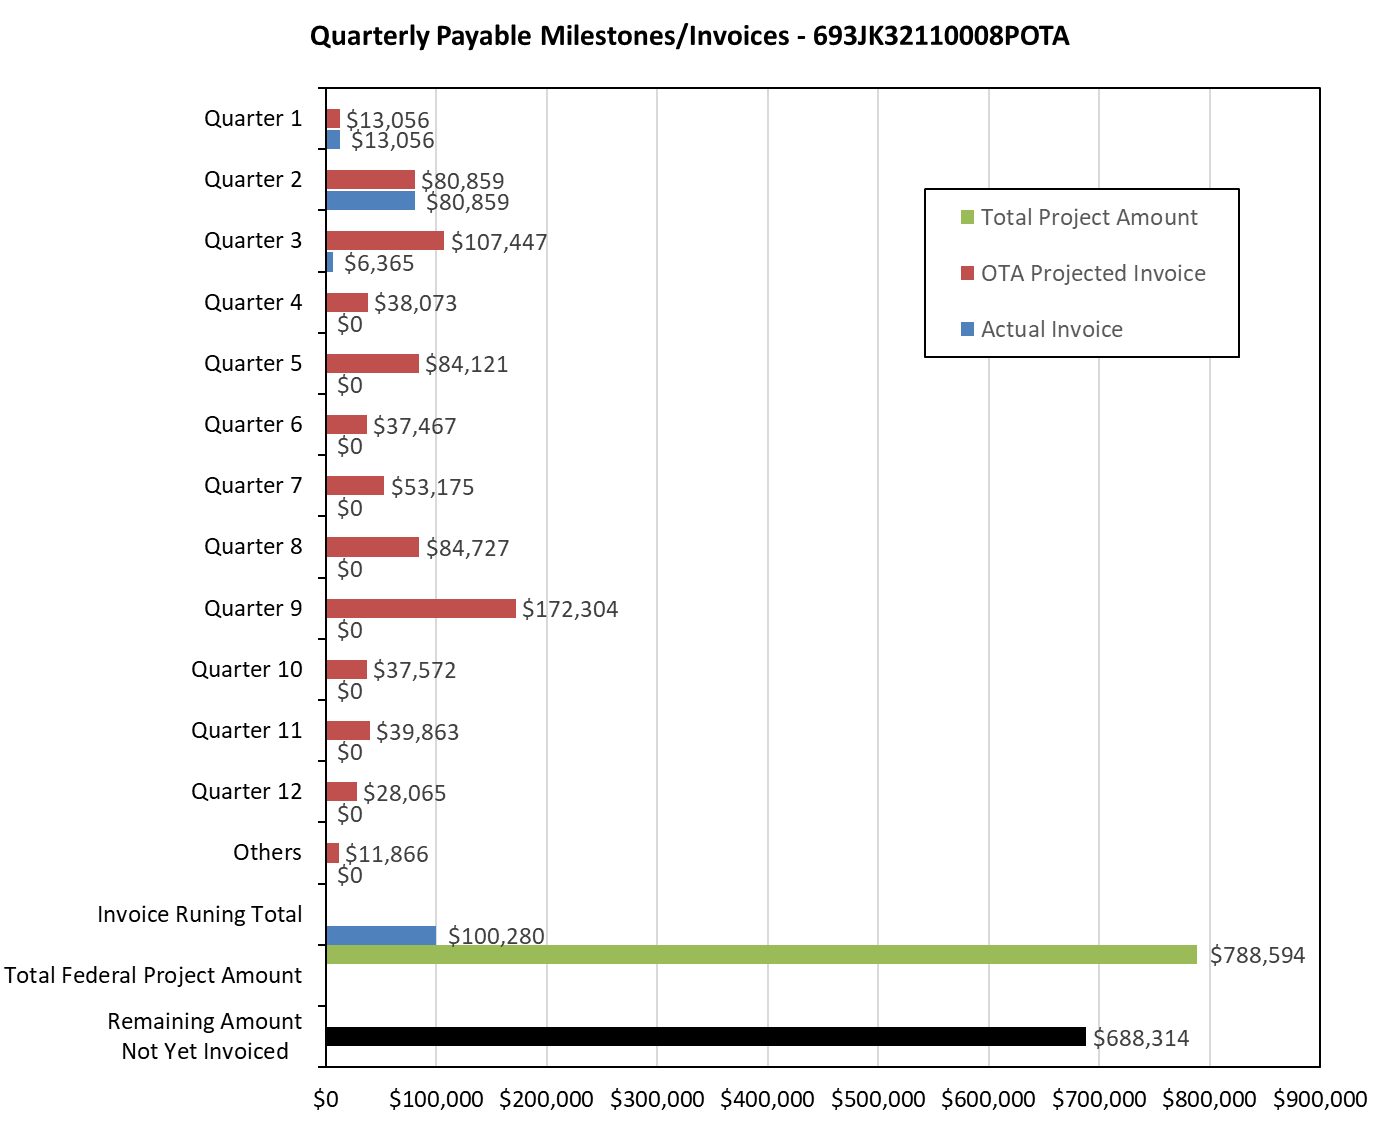 Quarterly Payable Milestones/Invoices - 693JK32110008POTA
Quarter 1
$13,056
$13,056
Quarter 2
$80,859
$80,859
Quarter 3
$107,447
$6,365
Quarter 4
$38,073
$0
Quarter 5
$84,121
$0
Quarter 6
$37,467
$0
Quarter 7
$53,175
$0
Quarter 8
$84,727
$0
Quarter 9
$172,304
$0
Quarter 10
$37,572
$0
Quarter 11
$39,863
$0
Quarter 12
$28,065
$0
Others
$11,866
$0
Invoice Runing Total
$100,280
Total Federal Project Amount
$788,594
Remaining Amount
Not Yet Invoiced
$688,314
Total Project Amount
OTA Projected Invoice
Actual Invoice
$0 $100,000 $200,000 $300,000 $400,000 $500,000 $600,000 $700,000 $800,000 $900,000